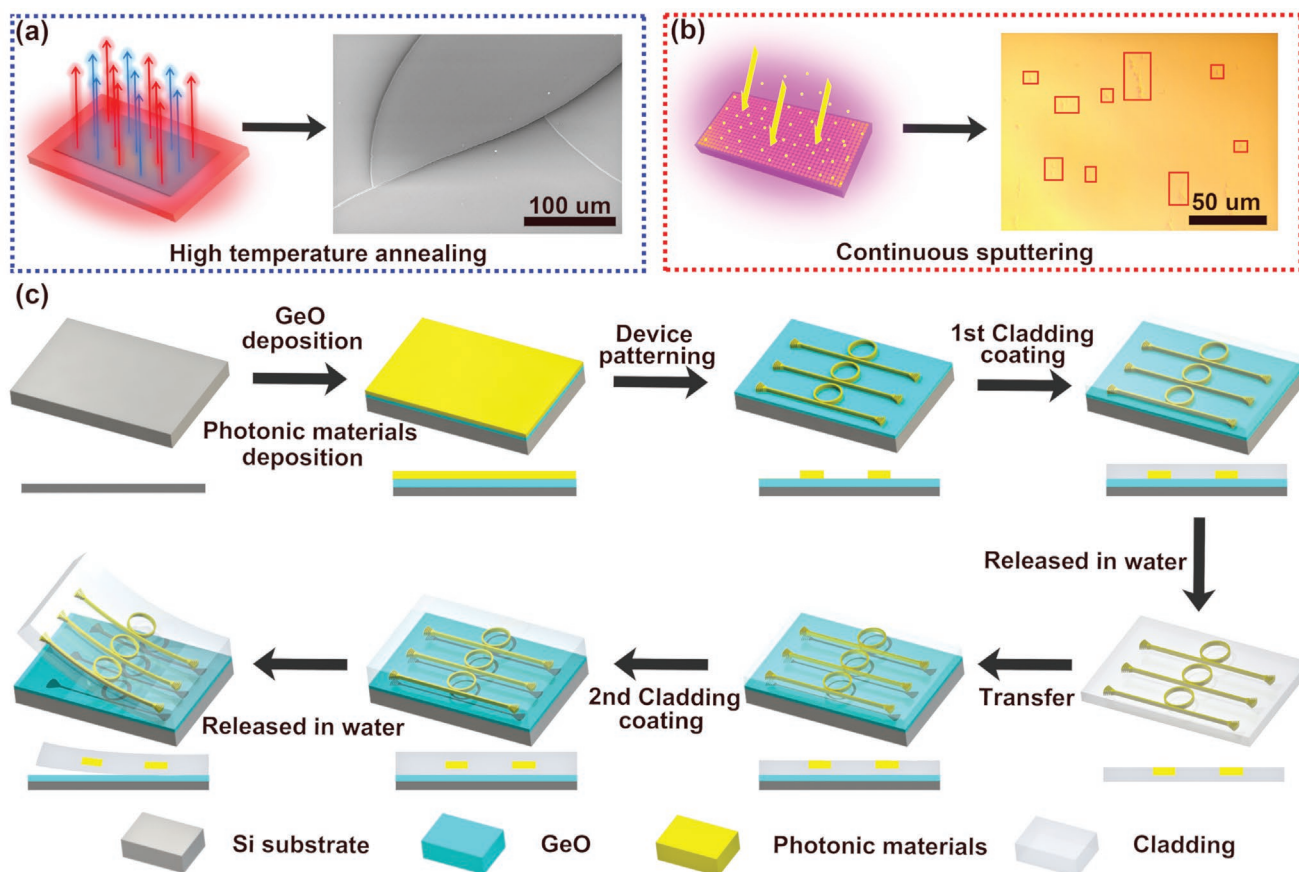 (a)
100 um
High temperature annealing
(b)
50 um
Continuous sputtering
(c)
GeO
deposition
Photonic materials
deposition
Device
patterning
1st Cladding
coating
Released in water
Transfer
2nd Cladding
coating
Released in water
Si substrate
GeO
Photonic materials
Cladding